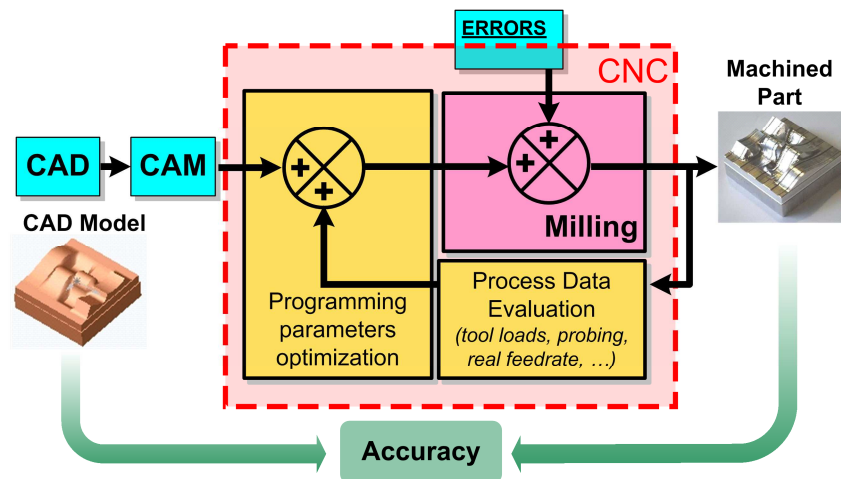 ERRORS
CNC
Machined
Part
CAD
CAM
CAD Model
+
+
+
+
Milling
Programming
parameters
optimization
Process Data
Evaluation
(tool loads, probing,
real feedrate, …)
Accuracy